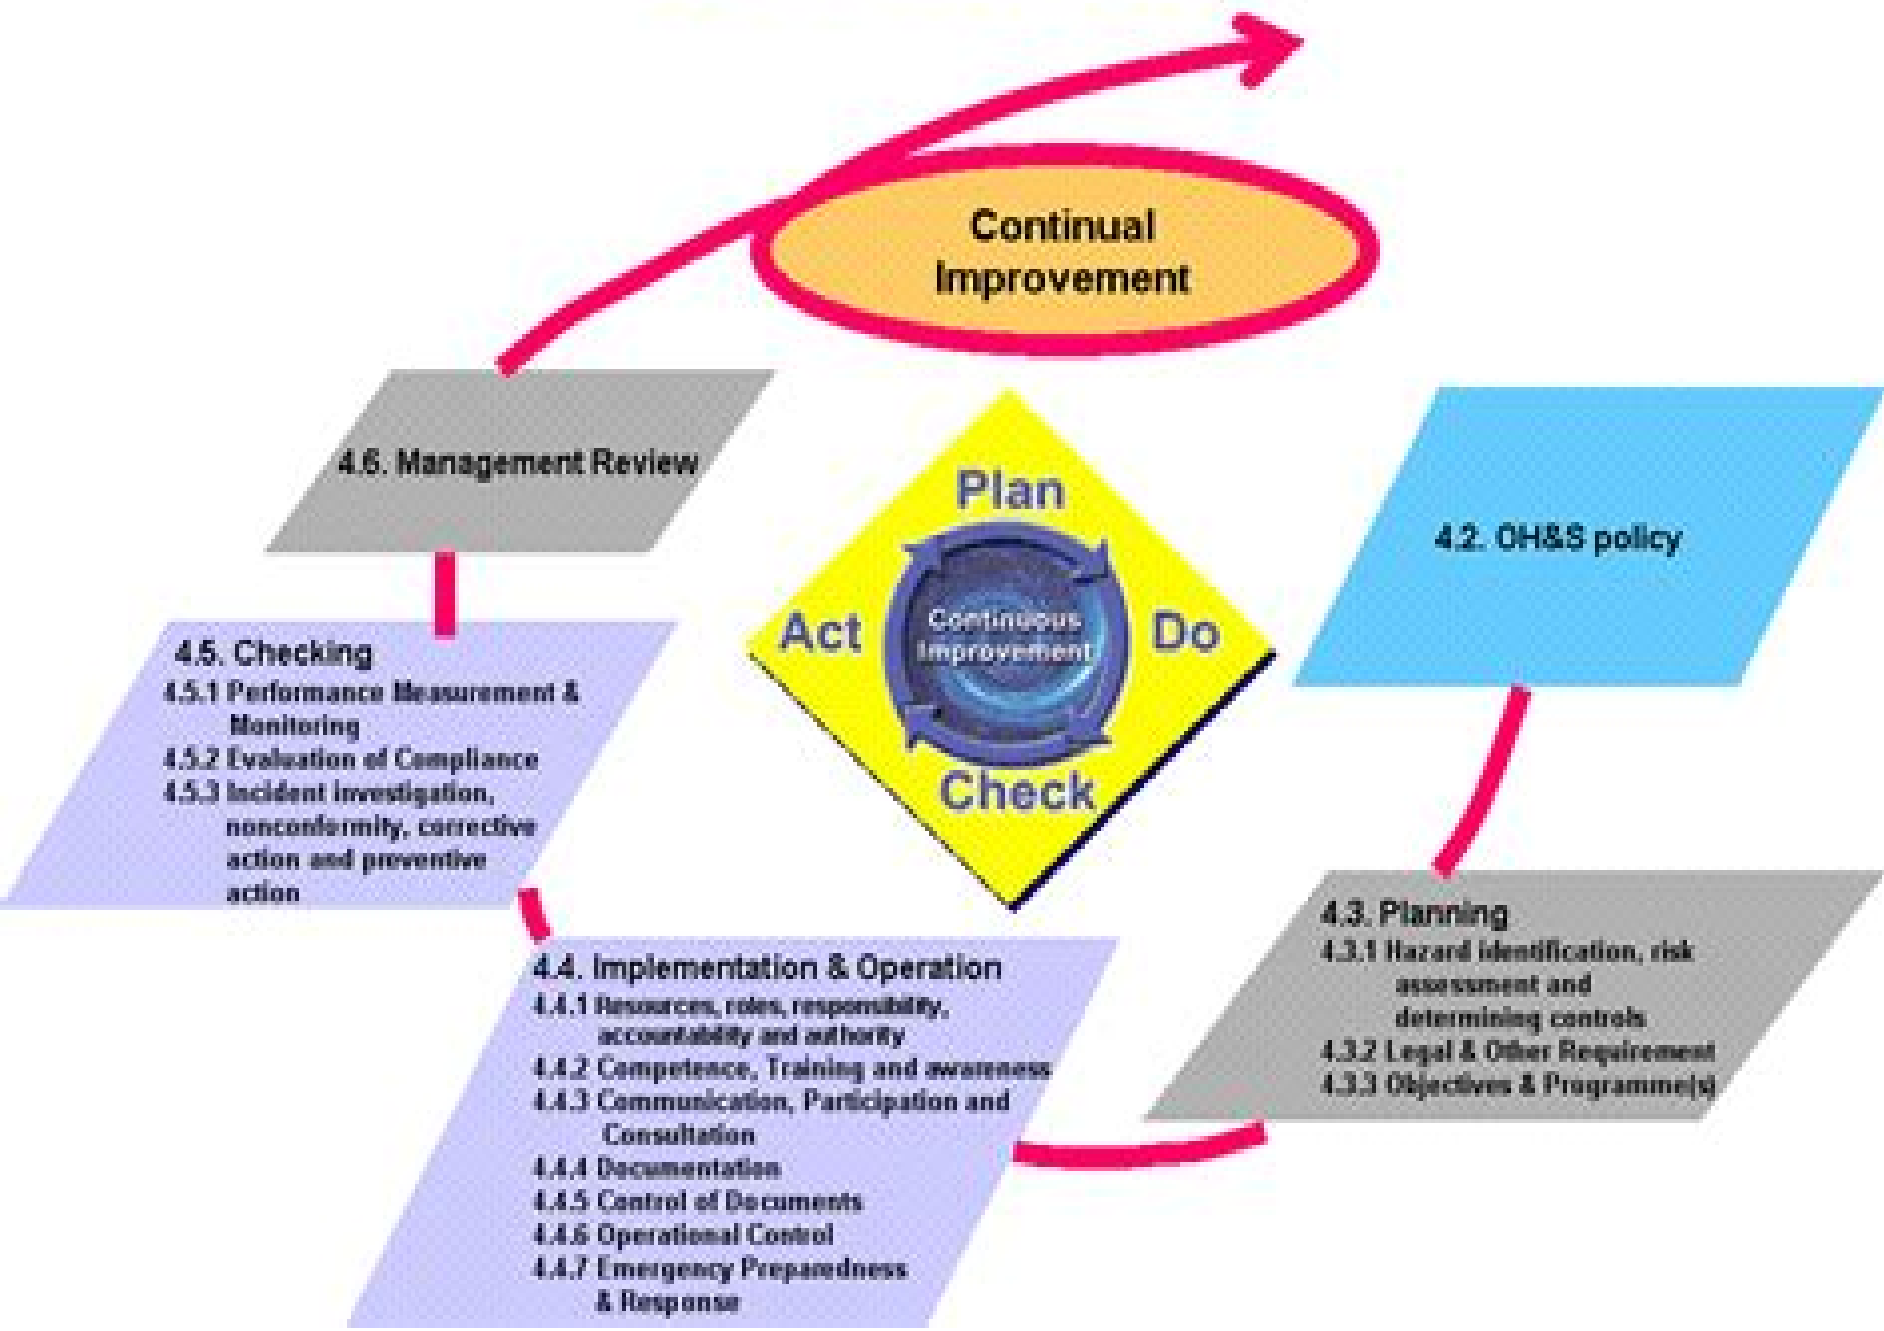 Continual
Improvement
4.6. Management Review
Plan
Act
Do
Continuous
Improvement
Check
4.2. OH&S policy
4.5. Checking
4.5.1 Performance Measurement &
Monitoring
4.5.2 Evaluation of Compliance
4.5.3 Incident investigation,
nonconformity, corrective
action and preventive
action
4.3. Planning
4.3.1 Hazard identification, risk
assessment and
determining controls
4.3.2 Legal & Other Requirement
4.3.3 Objectives & Programme(s)
4.4. Implementation & Operation
4.4.1 Resources, roles, responsibility,
accountability and authority
4.4.2 Competence, Training and awareness
4.4.3 Communication, Participation and
Consultation
4.4.4 Documentation
4.4.5 Control of Documents
4.4.6 Operational Control
4.4.7 Emergency Preparedness
& Response